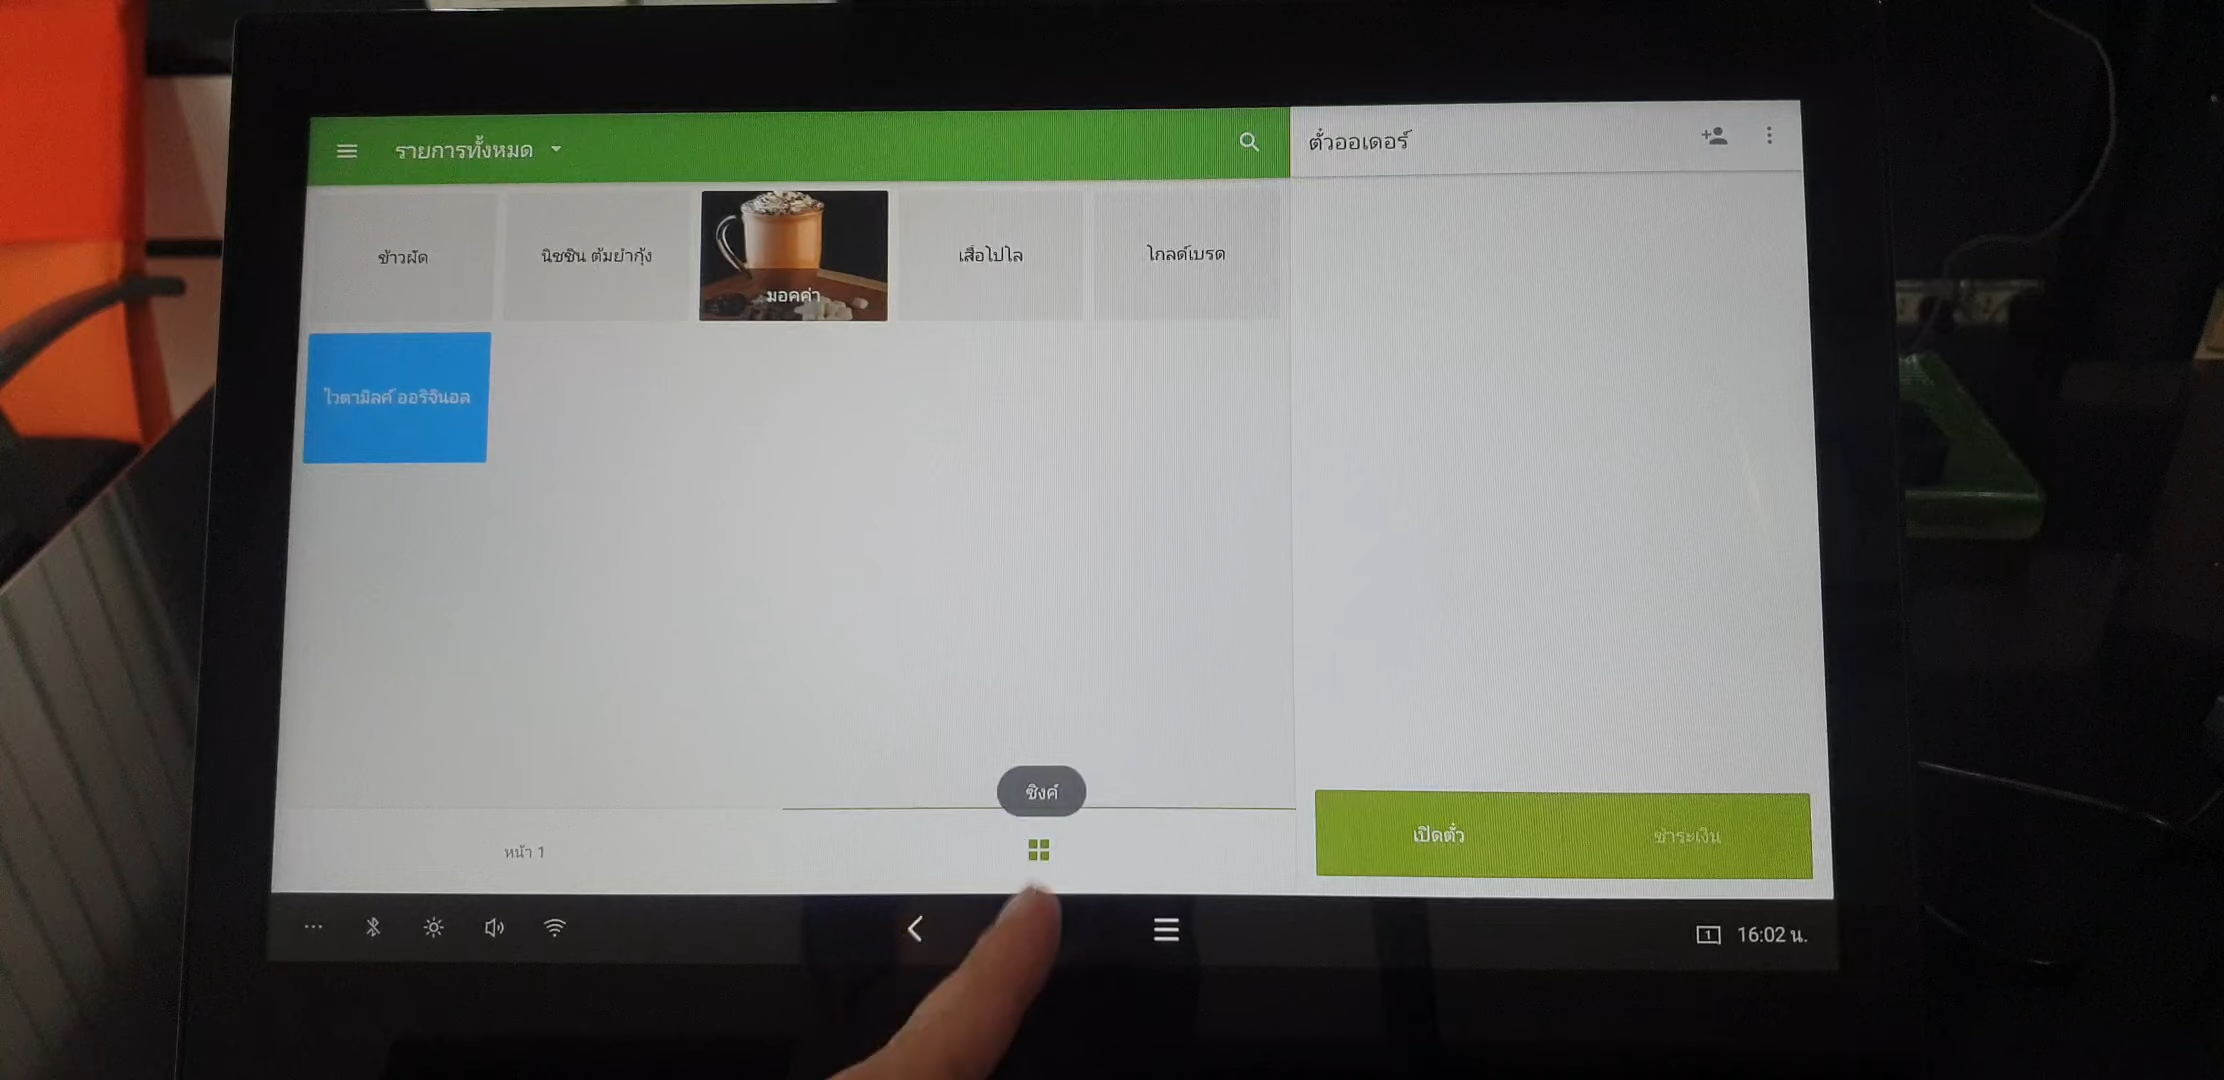 รายการทั้งหมด
ตั๋วออเดอร์
ข้าวผัด
นิชชิน ต้มยำกุ้ง
มอคค่า
เสื้อโปโล
โกลด์เบรด
ไวตามิลค์ ออริจินอล
ซิงค์
หน้า 1
เปิดตั๋ว
ชำระเงิน
1
16:02 น.